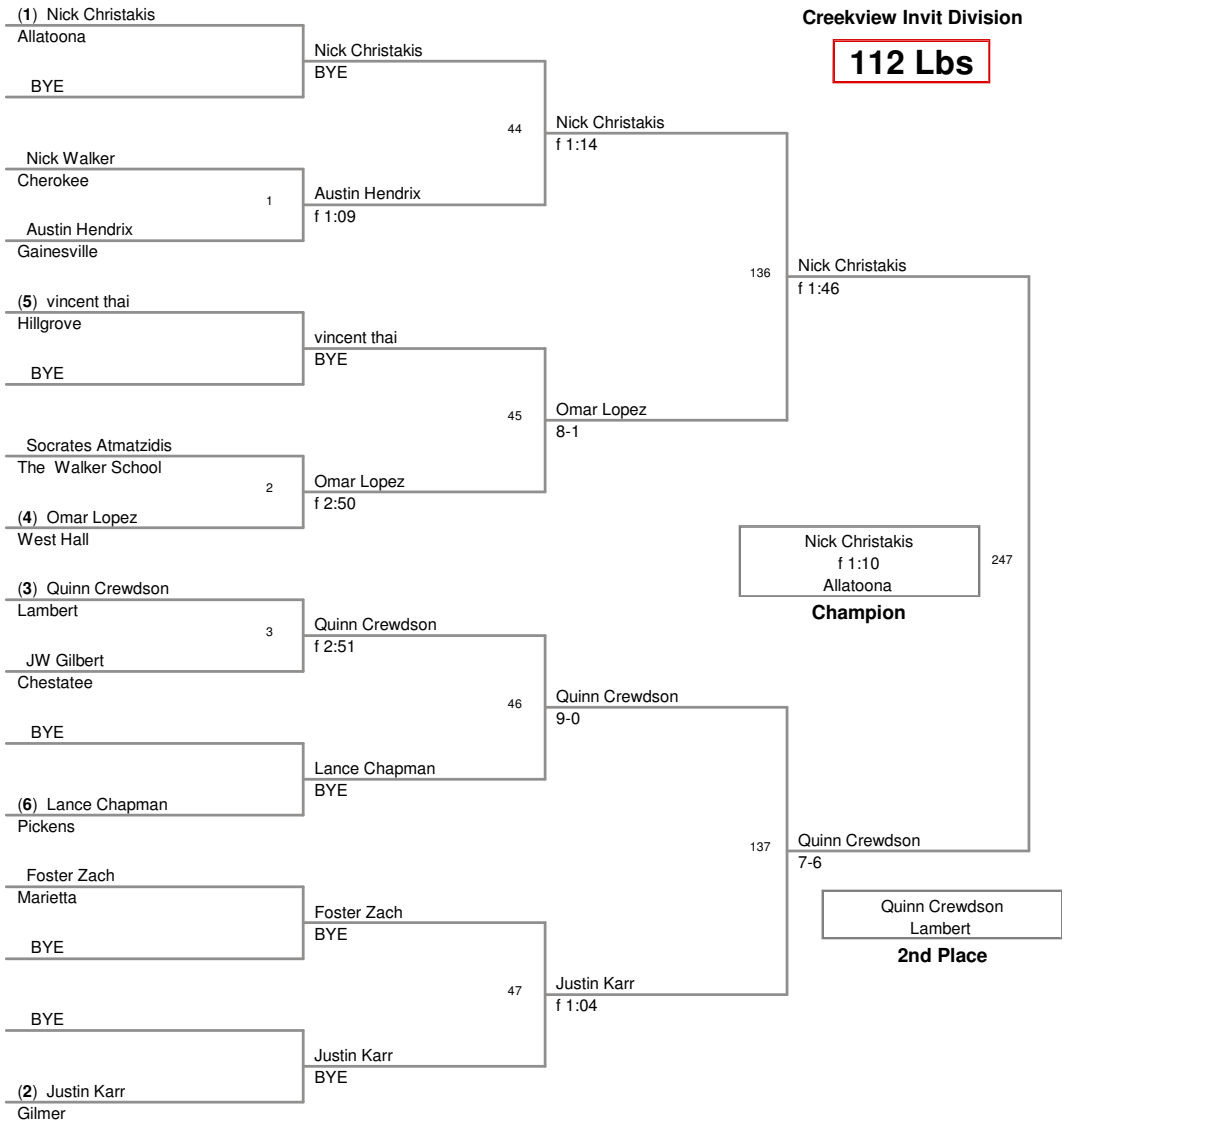 Creekview Invit Division
112 Lbs
(1) Nick Christakis
Allatoona
BYE
Nick Walker
Cherokee
1
Austin Hendrix
Gainesville
(5) vincent thai
Hillgrove
BYE
Socrates Atmatzidis
The Walker School
2
(4) Omar Lopez
West Hall
(3) Quinn Crewdson
Lambert
3
JW Gilbert
Chestatee
BYE
(6) Lance Chapman
Pickens
Foster Zach
Marietta
BYE
BYE
(2) Justin Karr
Gilmer
Nick Christakis
BYE
44
Austin Hendrix
f 1:09
vincent thai
BYE
45
Omar Lopez
f 2:50
Quinn Crewdson
f 2:51
46
Lance Chapman
BYE
Foster Zach
BYE
47
Justin Karr
BYE
Nick Christakis
f 1:14
136
Omar Lopez
8-1
Quinn Crewdson
9-0
137
Justin Karr
f 1:04
Nick Christakis
f 1:46
247
Quinn Crewdson
7-6
Nick Christakis
f 1:10
Allatoona
Champion
Quinn Crewdson
Lambert
2nd Place